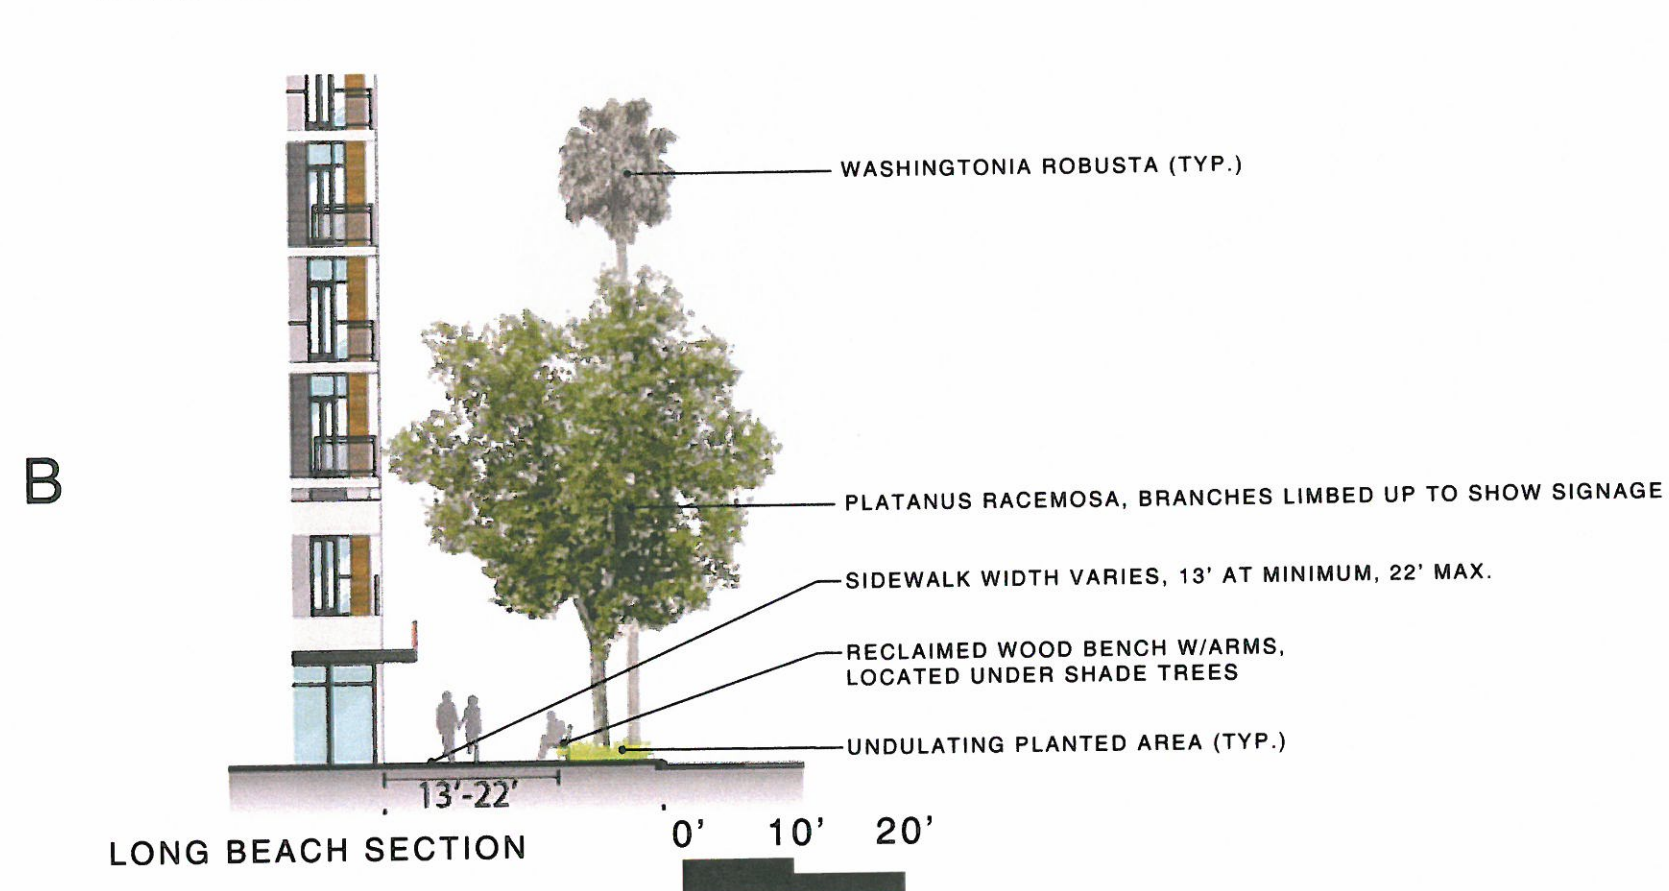 WASHINGTONIA ROBUSTA (TYP.)
B
PLATANUS RACEMOSA, BRANCHES LIMBED UP TO SHOW SIGNAGE
SIDEWALK WIDTH VARIES, 13' AT MINIMUM, 22' MAX.
RECLAIMED WOOD BENCH W/ARMS,
LOCATED UNDER SHADE TREES
UNDULATING PLANTED AREA (TYP.)
13'-22'
LONG BEACH SECTION
0' 10' 20'